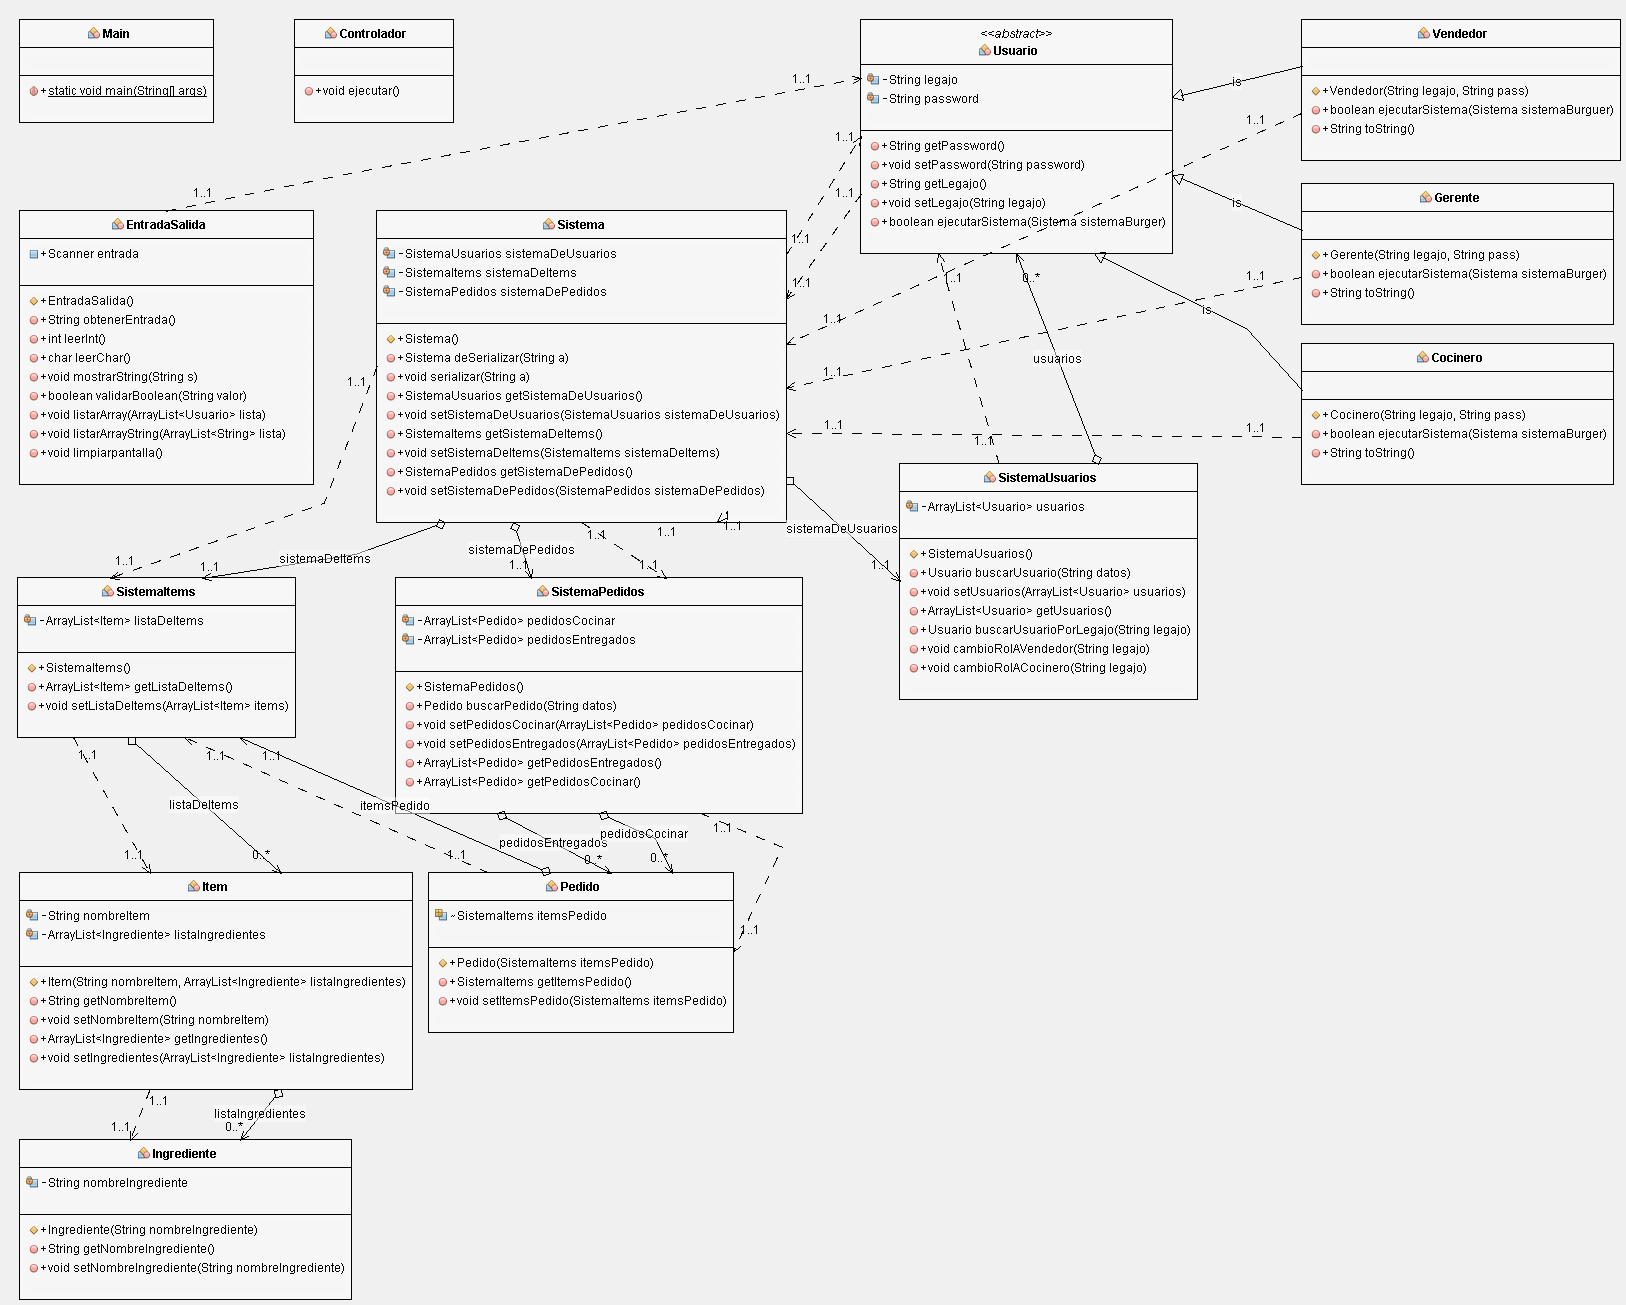 Main
+ static void main(String[] args)
Controlador
+void ejecutar()
<<abstract>>
Usuario
-String legajo
-String password
+String getPassword()
+void setPassword(String password)
+String getLegajo()
+void setLegajo(String legajo)
+boolean ejecutarSistema(Sistema sistemaBurger)
Vendedor
+Vendedor(String legajo, String pass)
+boolean ejecutarSistema(Sistema sistemaBurguer)
+String toString()
Gerente
+Gerente(String legajo, String pass)
+boolean ejecutarSistema(Sistema sistemaBurger)
+String toString()
Cocinero
+Cocinero(String legajo, String pass)
+boolean ejecutarSistema(Sistema sistemaBurger)
+String toString()
is
is
is
1..1
1..1
1..1
1..1
1..1
1..1
1..1
1..1
1..1
1..1
1..1
1..1
EntradaSalida
+Scanner entrada
+EntradaSalida()
+String obtenerEntrada()
+int leerInt()
+char leerChar()
+void mostrarString(String s)
+boolean validarBoolean(String valor)
+void listarArray(ArrayList<Usuario> lista)
+void listarArrayString(ArrayList<String> lista)
+void limpiarpantalla()
Sistema
-SistemaUsuarios sistemaDeUsuarios
-SistemaItems sistemaDeItems
-SistemaPedidos sistemaDePedidos
+Sistema()
+Sistema deSerializar(String a)
+void serializar(String a)
+SistemaUsuarios getSistemaDeUsuarios()
+void setSistemaDeUsuarios(SistemaUsuarios sistemaDeUsuarios)
+SistemaItems getSistemaDeItems()
+void setSistemaDeItems(SistemaItems sistemaDeItems)
+SistemaPedidos getSistemaDePedidos()
+void setSistemaDePedidos(SistemaPedidos sistemaDePedidos)
1..1
0..*
usuarios
1..1
SistemaUsuarios
-ArrayList<Usuario> usuarios
+SistemaUsuarios()
+Usuario buscarUsuario(String datos)
+void setUsuarios(ArrayList<Usuario> usuarios)
+ArrayList<Usuario> getUsuarios()
+Usuario buscarUsuarioPorLegajo(String legajo)
+void cambioRolAVendedor(String legajo)
+void cambioRolACocinero(String legajo)
1..1
1..1
sistemaDeItems
1..1
sistemaDePedidos
1..1
1..1
1..1
1..1
1..1
sistemaDeUsuarios
1..1
SistemaItems
-ArrayList<Item> listaDeItems
+SistemaItems()
+ArrayList<Item> getListaDeItems()
+void setListaDeItems(ArrayList<Item> items)
SistemaPedidos
-ArrayList<Pedido> pedidosCocinar
-ArrayList<Pedido> pedidosEntregados
+SistemaPedidos()
+Pedido buscarPedido(String datos)
+void setPedidosCocinar(ArrayList<Pedido> pedidosCocinar)
+void setPedidosEntregados(ArrayList<Pedido> pedidosEntregados)
+ArrayList<Pedido> getPedidosEntregados()
+ArrayList<Pedido> getPedidosCocinar()
1..1
1..1
1..1
listaDeItems
itemsPedido
1..1
0..*
1..1
pedidosEntregados
0..*
pedidosCocinar
0..*
1..1
1..1
Item
-String nombreItem
-ArrayList<Ingrediente> listaIngredientes
+Item(String nombreItem, ArrayList<Ingrediente> listaIngredientes)
+String getNombreItem()
+void setNombreItem(String nombreItem)
+ArrayList<Ingrediente> getIngredientes()
+void setIngredientes(ArrayList<Ingrediente> listaIngredientes)
Pedido
~SistemaItems itemsPedido
+Pedido(SistemaItems itemsPedido)
+SistemaItems getItemsPedido()
+void setItemsPedido(SistemaItems itemsPedido)
1..1
listaIngredientes
1..1
0..*
Ingrediente
-String nombreIngrediente
+Ingrediente(String nombreIngrediente)
+String getNombreIngrediente()
+void setNombreIngrediente(String nombreIngrediente)